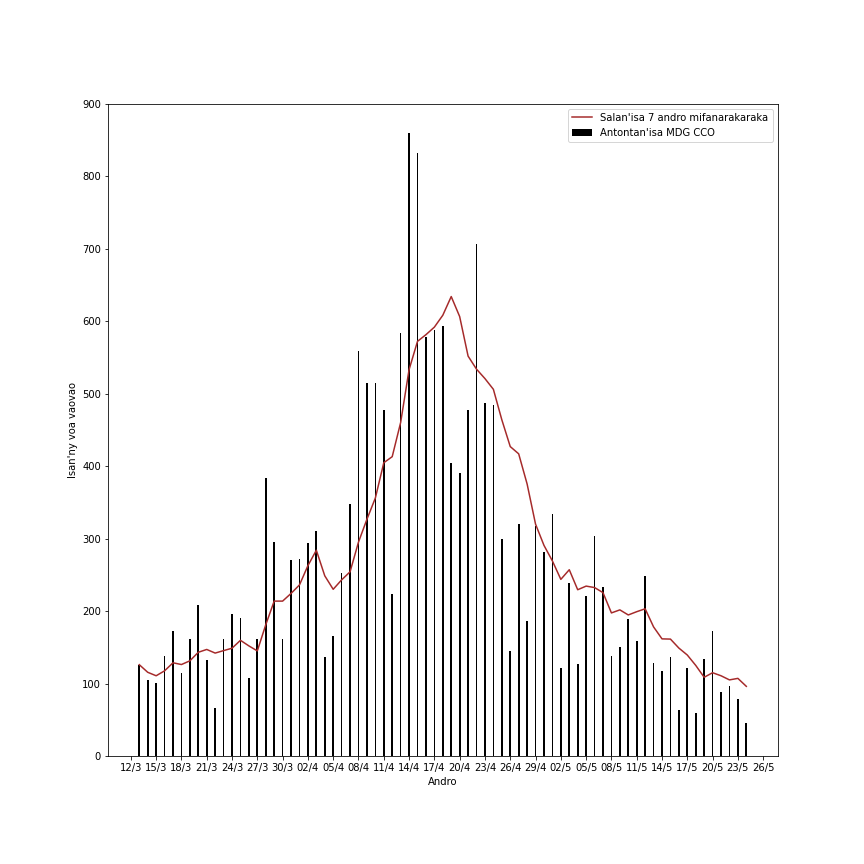 Salan'isa 7 andro mifanarakaraka
Antontan'isa MDG CCO
900
800
700
600
500
400
300
200
100
0
Isan'ny voa vaovao
12/3 15/3 18/3 21/3 24/3 27/3 30/3 02/4 05/4 08/4 11/4 14/4 17/4 20/4 23/4 26/4 29/4 02/5 05/5 08/5 11/5 14/5 17/5 20/5 23/5 26/5
Andro